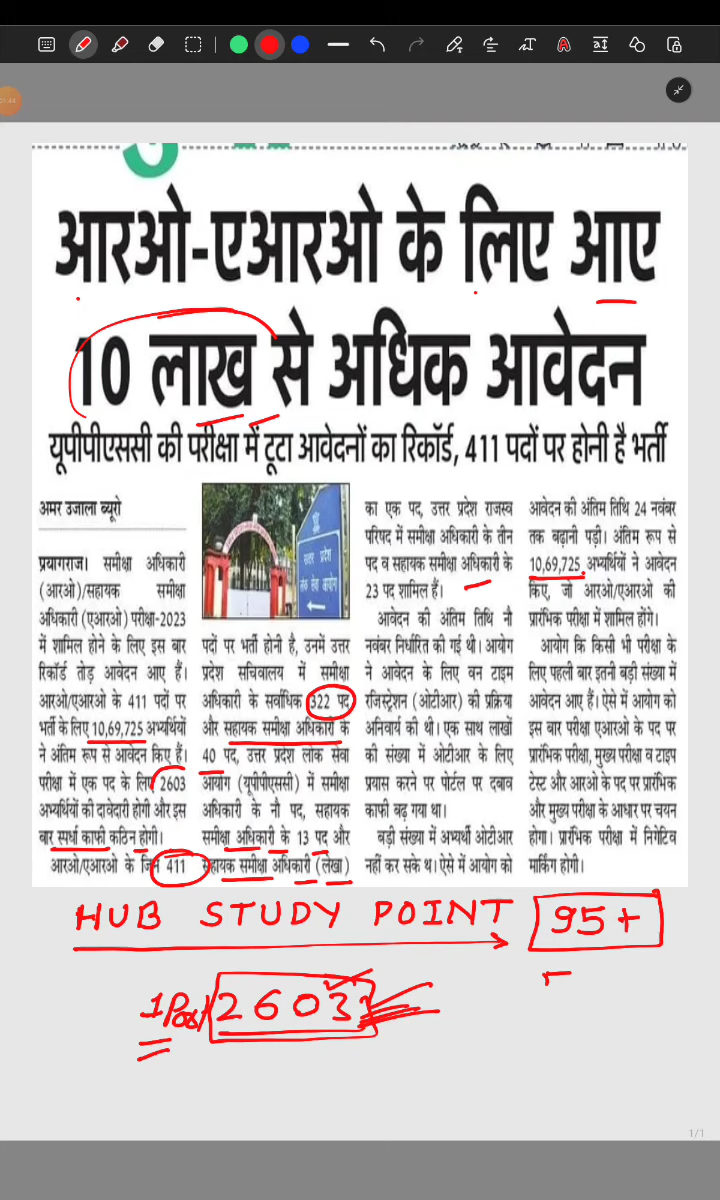 आरओ-एआरओ के लिए आए
10 लाख से अधिक आवेदन
यूपीपीएससी की परीक्षा में टूटा आवेदनों का रिकॉर्ड, 411 पदों पर होनी है भर्ती
अमर उजाला ब्यूरो
प्रयागराज। समीक्षा अधिकारी
(आरओ)/सहायक समीक्षा
अधिकारी (एआरओ) परीक्षा-2023
में शामिल होने के लिए इस बार
रिकॉर्ड तोड़ आवेदन आए हैं।
आरओ/एआरओ के 411 पदों पर
भर्ती के लिए 10,69,725 अभ्यर्थियों
ने अंतिम रूप से आवेदन किए हैं।
परीक्षा में एक पद के लिए 2603
अभ्यर्थियों की दावेदारी होगी और इस
बार स्पर्धा काफी कठिन होगी।
आरओ/एआरओ के जिन 411
उत्तर प्रदेश
लोक सेवा आयोग
पदों पर भर्ती होनी है, उनमें उत्तर
प्रदेश सचिवालय में समीक्षा
अधिकारी के सर्वाधिक 322 पद
और सहायक समीक्षा अधिकारी के
40 पद, उत्तर प्रदेश लोक सेवा
आयोग (यूपीपीएससी) में समीक्षा
अधिकारी के नौ पद, सहायक
समीक्षा अधिकारी के 13 पद और
सहायक समीक्षा अधिकारी (लेखा)
का एक पद, उत्तर प्रदेश राजस्व
परिषद में समीक्षा अधिकारी के तीन
पद व सहायक समीक्षा अधिकारी के
23 पद शामिल हैं।
आवेदन की अंतिम तिथि नौ
नवंबर निर्धारित की गई थी। आयोग
ने आवेदन के लिए वन टाइम
रजिस्ट्रेशन (ओटीआर) की प्रक्रिया
अनिवार्य की थी। एक साथ लाखों
की संख्या में ओटीआर के लिए
प्रयास करने पर पोर्टल पर दबाव
काफी बढ़ गया था।
बड़ी संख्या में अभ्यर्थी ओटीआर
नहीं कर सके थे। ऐसे में आयोग को
आवेदन की अंतिम तिथि 24 नवंबर
तक बढ़ानी पड़ी। अंतिम रूप से
10,69,725 अभ्यर्थियों ने आवेदन
किए, जो आरओ/एआरओ की
प्रारंभिक परीक्षा में शामिल होंगे।
आयोग कि किसी भी परीक्षा के
लिए पहली बार इतनी बड़ी संख्या में
आवेदन आए हैं। ऐसे में आयोग को
इस बार परीक्षा एआरओ के पद पर
प्रारंभिक परीक्षा, मुख्य परीक्षा व टाइप
टेस्ट और आरओ के पद पर प्रारंभिक
और मुख्य परीक्षा के आधार पर चयन
होगा। प्रारंभिक परीक्षा में निगेटिव
मार्किंग होगी।
HUB STUDY POINT 95+
1 Post 2603
1/1